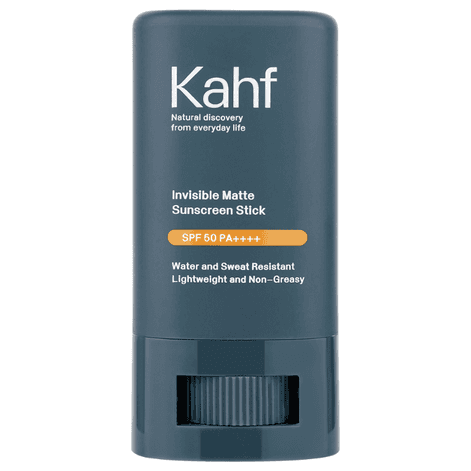 Kahf
Natural discovery
from everyday life
Invisible Matte
Sunscreen Stick
SPF 50 PA++++
Water and Sweat Resistant
Lightweight and Non-Greasy